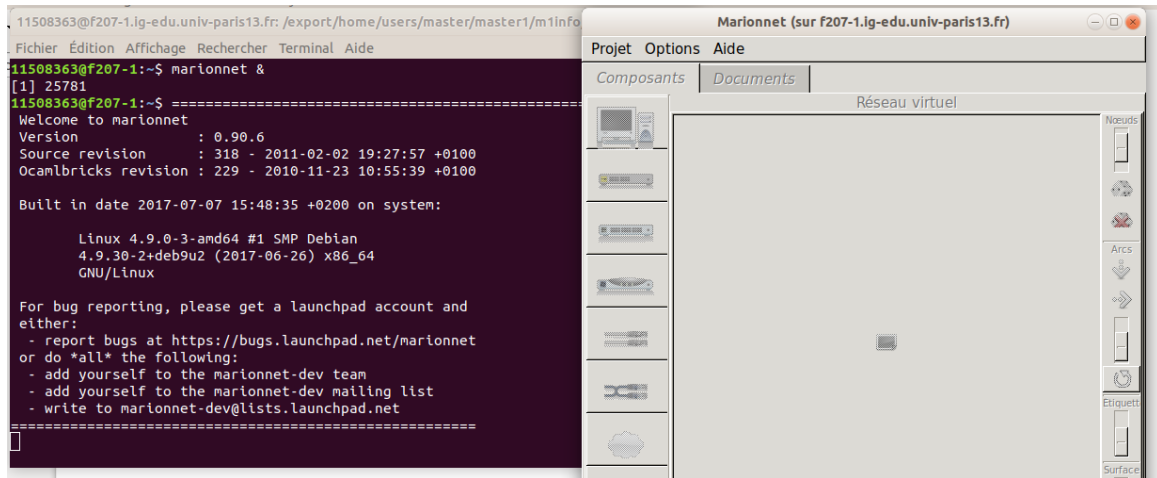 11508363@f207-1.ig-edu.univ-paris13.fr: /export/home/users/master/master1/m1info
Fichier Édition Affichage Rechercher Terminal Aide
11508363@f207-1:~$ marionnet &
[1] 25781
11508363@f207-1:~$ =================================================
Welcome to marionnet
Version : 0.90.6
Source revision : 318 - 2011-02-02 19:27:57 +0100
Ocamlbricks revision : 229 - 2010-11-23 10:55:39 +0100
Built in date 2017-07-07 15:48:35 +0200 on system:
Linux 4.9.0-3-amd64 #1 SMP Debian
4.9.30-2+deb9u2 (2017-06-26) x86_64
GNU/Linux
For bug reporting, please get a launchpad account and
either:
- report bugs at https://bugs.launchpad.net/marionnet
or do *all* the following:
- add yourself to the marionnet-dev team
- add yourself to the marionnet-dev mailing list
- write to marionnet-dev@lists.launchpad.net
=======================================================
Marionnet (sur f207-1.ig-edu.univ-paris13.fr)
Projet Options Aide
Composants Documents
Réseau virtuel
Nœuds
Arcs
Etiquett
Surface